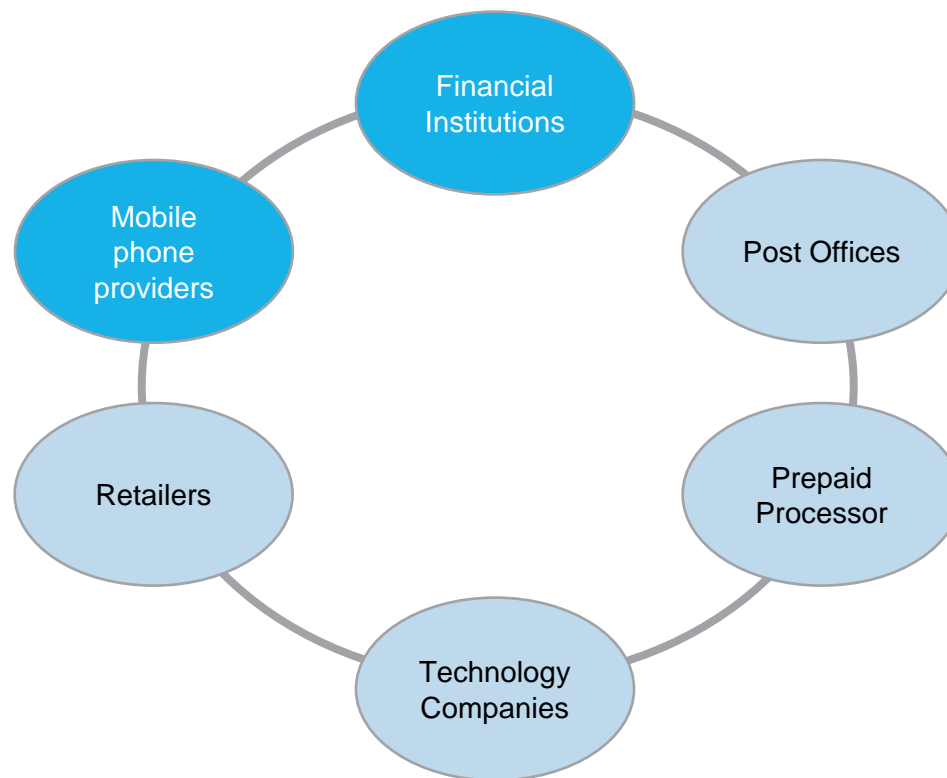 Financial
Institutions
Mobile
phone
providers
Post Offices
Retailers
Prepaid
Processor
Technology
Companies